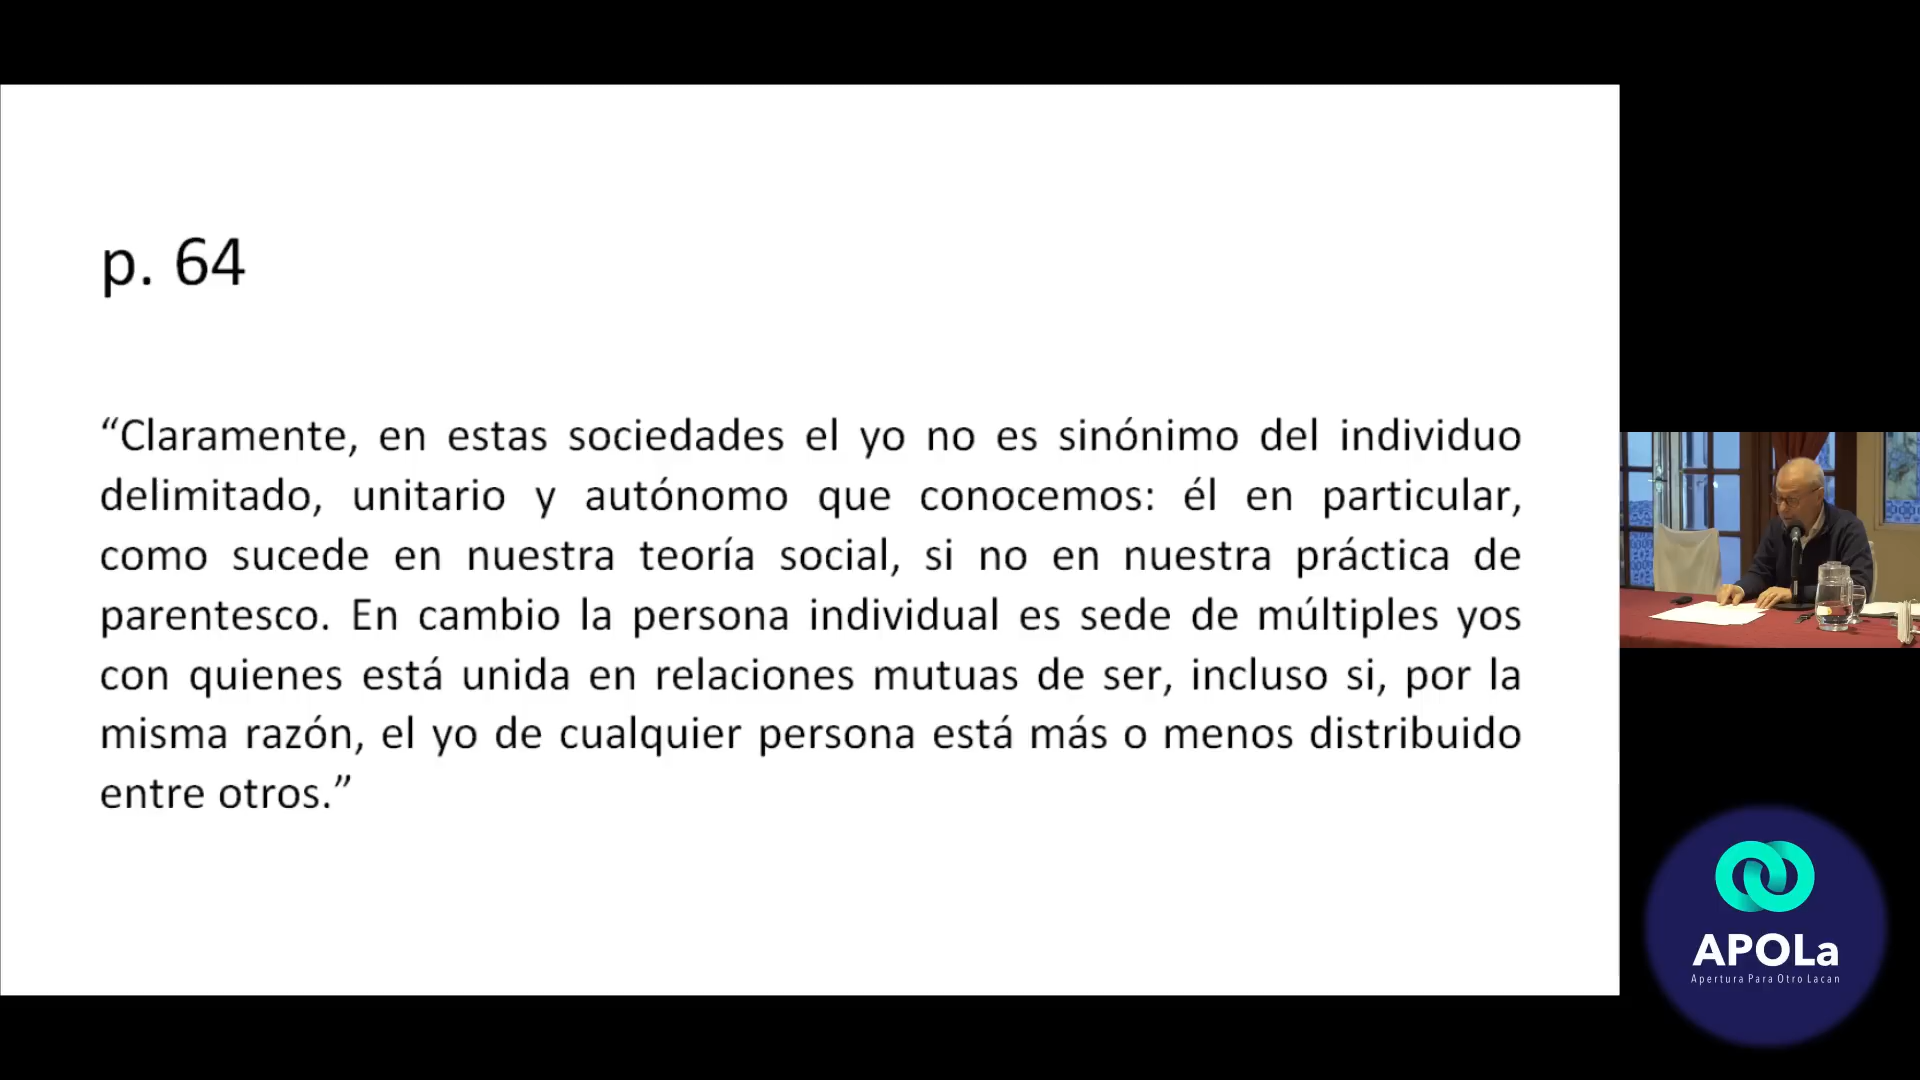 p. 64
“Claramente, en estas sociedades el yo no es sinónimo del individuo
delimitado, unitario y autónomo que conocemos: él en particular,
como sucede en nuestra teoría social, si no en nuestra práctica de
parentesco. En cambio la persona individual es sede de múltiples yos
con quienes está unida en relaciones mutuas de ser, incluso si, por la
misma razón, el yo de cualquier persona está más o menos distribuido
entre otros.”
APOLa
Apertura Para Otro Lacan